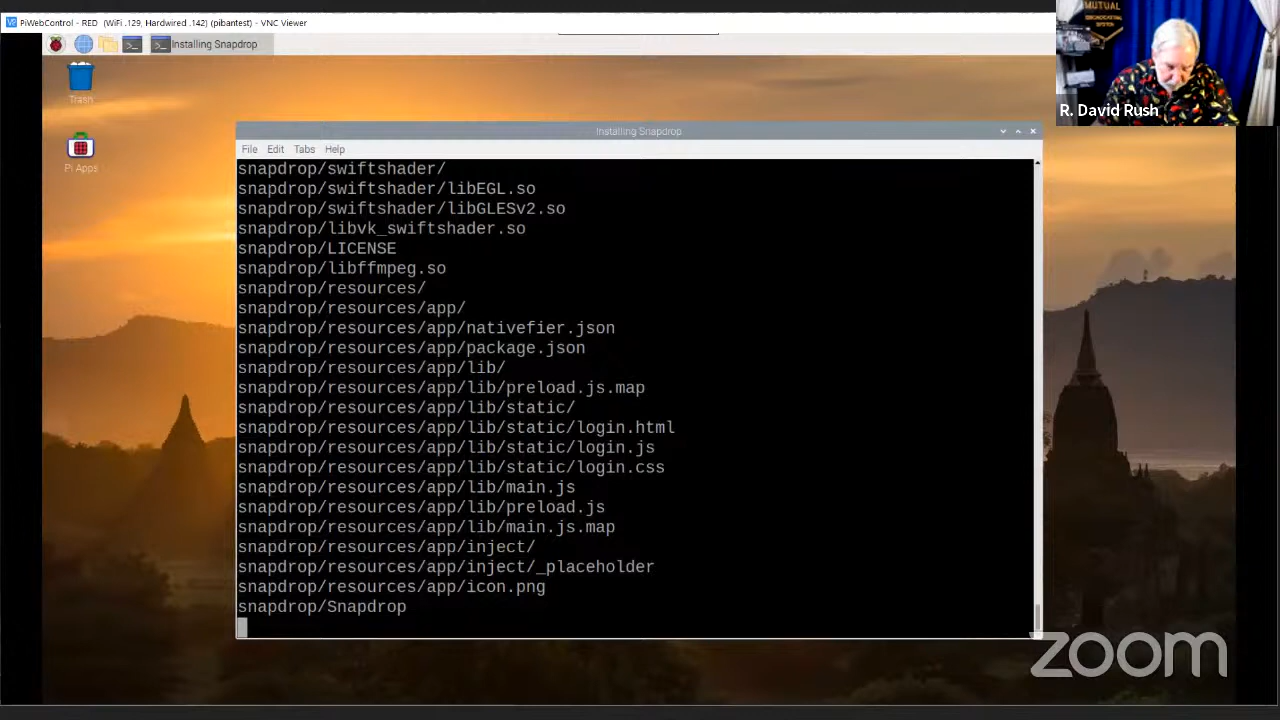 PiWebControl - RED (WiFi .129, Hardwired .142) (pibantest) - VNC Viewer
Installing Snapdrop
MUTUAL
BROADCASTING
SYSTEM
R. David Rush
Trash
Pi Apps
Installing Snapdrop
File Edit Tabs Help
snapdrop/swiftshader/
snapdrop/swiftshader/libEGL.so
snapdrop/swiftshader/libGLESv2.so
snapdrop/libvk_swiftshader.so
snapdrop/LICENSE
snapdrop/libffmpeg.so
snapdrop/resources/
snapdrop/resources/app/
snapdrop/resources/app/nativefier.json
snapdrop/resources/app/package.json
snapdrop/resources/app/lib/
snapdrop/resources/app/lib/preload.js.map
snapdrop/resources/app/lib/static/
snapdrop/resources/app/lib/static/login.html
snapdrop/resources/app/lib/static/login.js
snapdrop/resources/app/lib/static/login.css
snapdrop/resources/app/lib/main.js
snapdrop/resources/app/lib/preload.js
snapdrop/resources/app/lib/main.js.map
snapdrop/resources/app/inject/
snapdrop/resources/app/inject/_placeholder
snapdrop/resources/app/icon.png
snapdrop/Snapdrop
zoom